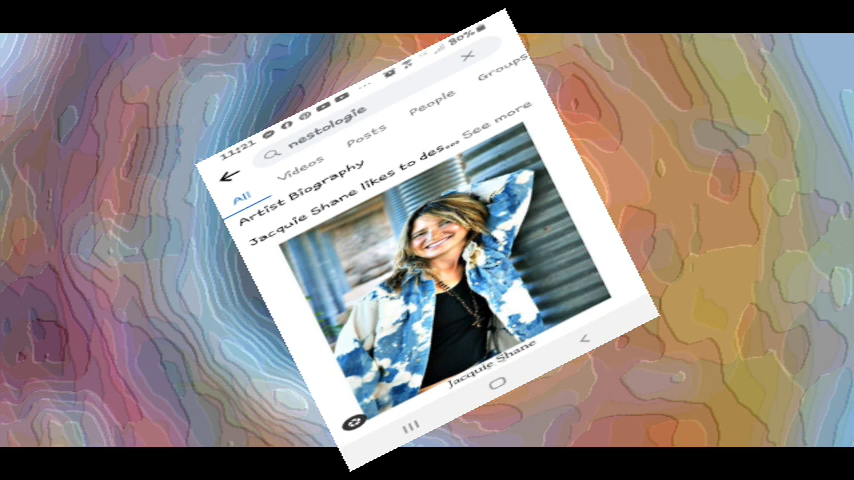 11:21 80%
nestologie
All Videos Posts People Groups
Artist Biography
Jacquie Shane likes to des... See more
Jacquie Shane